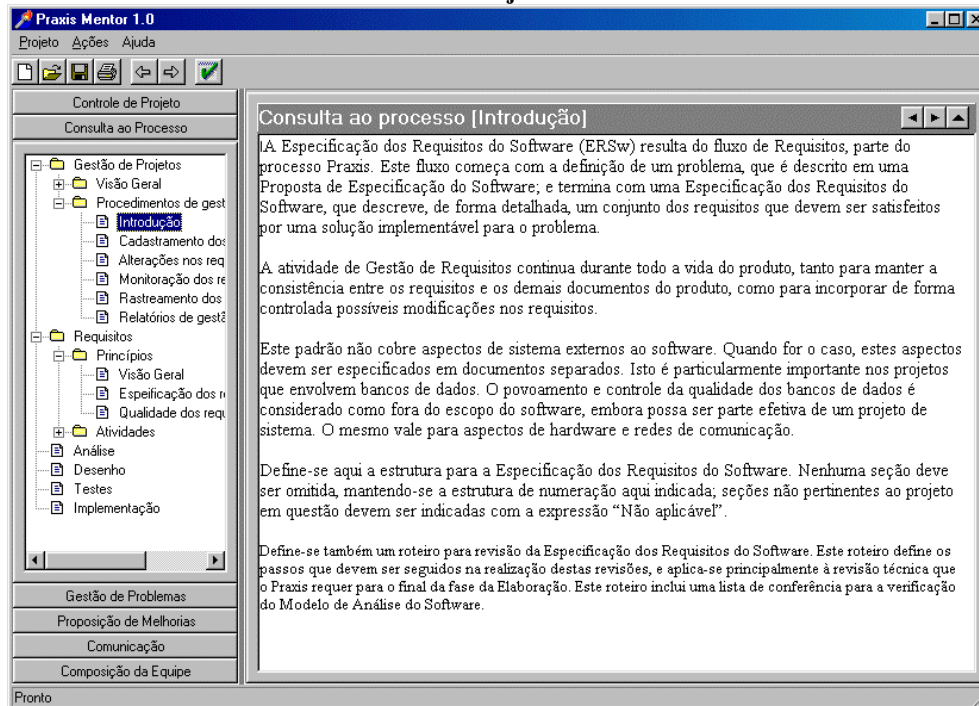 Praxis Mentor 1.0
Projeto Ações Ajuda
Controle de Projeto
Consulta ao Processo
Gestão de Projetos
Visão Geral
Procedimentos de gest
Introdução
Cadastramento dos
Alterações nos req
Monitoração dos re
Rastreamento dos
Relatórios de gestã
Requisitos
Princípios
Visão Geral
Espeificação dos r
Qualidade dos requ
Atividades
Análise
Desenho
Testes
Implementação
Gestão de Problemas
Proposição de Melhorias
Comunicação
Composição da Equipe
Consulta ao processo [Introdução]
A Especificação dos Requisitos do Software (ERSw) resulta do fluxo de Requisitos, parte do
processo Praxis. Este fluxo começa com a definição de um problema, que é descrito em uma
Proposta de Especificação do Software; e termina com uma Especificação dos Requisitos do
Software, que descreve, de forma detalhada, um conjunto dos requisitos que devem ser satisfeitos
por uma solução implementável para o problema.
A atividade de Gestão de Requisitos continua durante todo a vida do produto, tanto para manter a
consistência entre os requisitos e os demais documentos do produto, como para incorporar de forma
controlada possíveis modificações nos requisitos.
Este padrão não cobre aspectos de sistema externos ao software. Quando for o caso, estes aspectos
devem ser especificados em documentos separados. Isto é particularmente importante nos projetos
que envolvem bancos de dados. O povoamento e controle da qualidade dos bancos de dados é
considerado como fora do escopo do software, embora possa ser parte efetiva de um projeto de
sistema. O mesmo vale para aspectos de hardware e redes de comunicação.
Define-se aqui a estrutura para a Especificação dos Requisitos do Software. Nenhuma seção deve
ser omitida, mantendo-se a estrutura de numeração aqui indicada; seções não pertinentes ao projeto
em questão devem ser indicadas com a expressão “Não aplicável”.
Define-se também um roteiro para revisão da Especificação dos Requisitos do Software. Este roteiro define os
passos que devem ser seguidos na realização destas revisões, e aplica-se principalmente à revisão técnica que
o Praxis requer para o final da fase da Elaboração. Este roteiro inclui uma lista de conferência para a verificação
do Modelo de Análise do Software.
Pronto